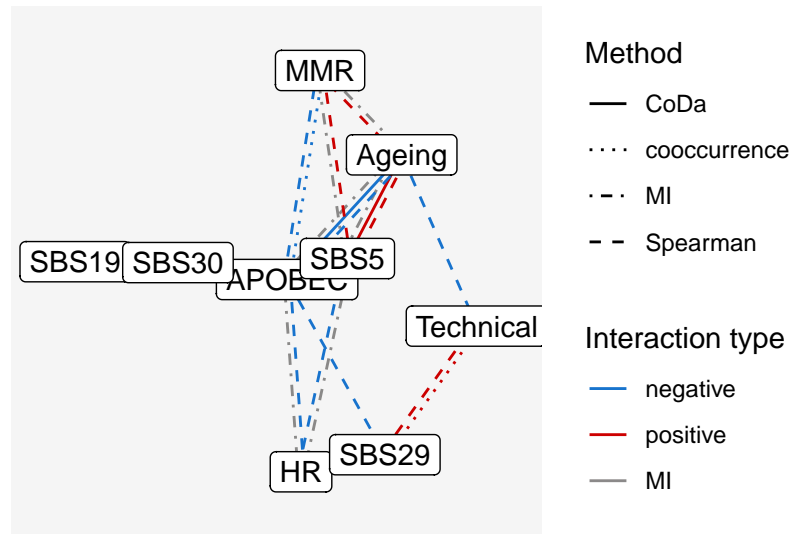 MMR
Ageing
SBS19
SBS30
APOBEC
SBS5
Technical
SBS29
HR
Method
CoDa
cooccurrence
MI
Spearman
Interaction type
negative
positive
MI